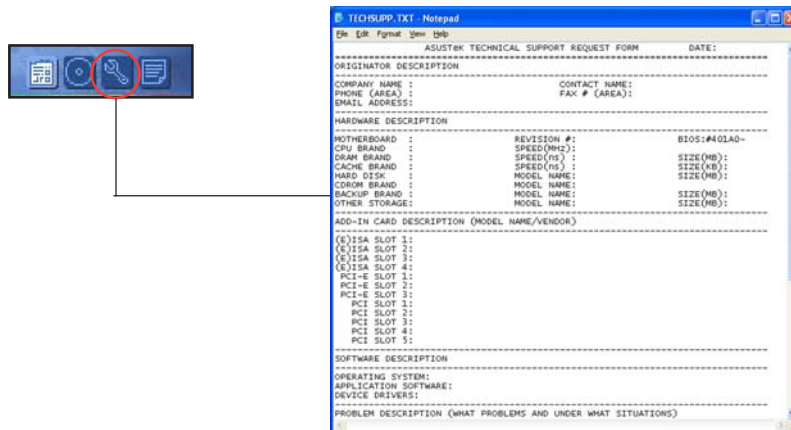 TECHSUPP.TXT - Notepad
File Edit Format View Help
ASUSTeK TECHNICAL SUPPORT REQUEST FORM DATE:
ORIGINATOR DESCRIPTION
COMPANY NAME : CONTACT NAME:
PHONE (AREA) : FAX # (AREA):
EMAIL ADDRESS:
HARDWARE DESCRIPTION
MOTHERBOARD : REVISION #: BIOS:#401A0-
CPU BRAND : SPEED(MHz):
DRAM BRAND : SPEED(ns) : SIZE(MB):
CACHE BRAND : SPEED(ns) : SIZE(KB):
HARD DISK : MODEL NAME: SIZE(MB):
CDROM BRAND : MODEL NAME:
BACKUP BRAND : MODEL NAME: SIZE(MB):
OTHER STORAGE: MODEL NAME: SIZE(MB):
ADD-IN CARD DESCRIPTION (MODEL NAME/VENDOR)
(E)ISA SLOT 1:
(E)ISA SLOT 2:
(E)ISA SLOT 3:
(E)ISA SLOT 4:
PCI-E SLOT 1:
PCI-E SLOT 2:
PCI-E SLOT 3:
PCI SLOT 1:
PCI SLOT 2:
PCI SLOT 3:
PCI SLOT 4:
PCI SLOT 5:
SOFTWARE DESCRIPTION
OPERATING SYSTEM:
APPLICATION SOFTWARE:
DEVICE DRIVERS:
PROBLEM DESCRIPTION (WHAT PROBLEMS AND UNDER WHAT SITUATIONS)